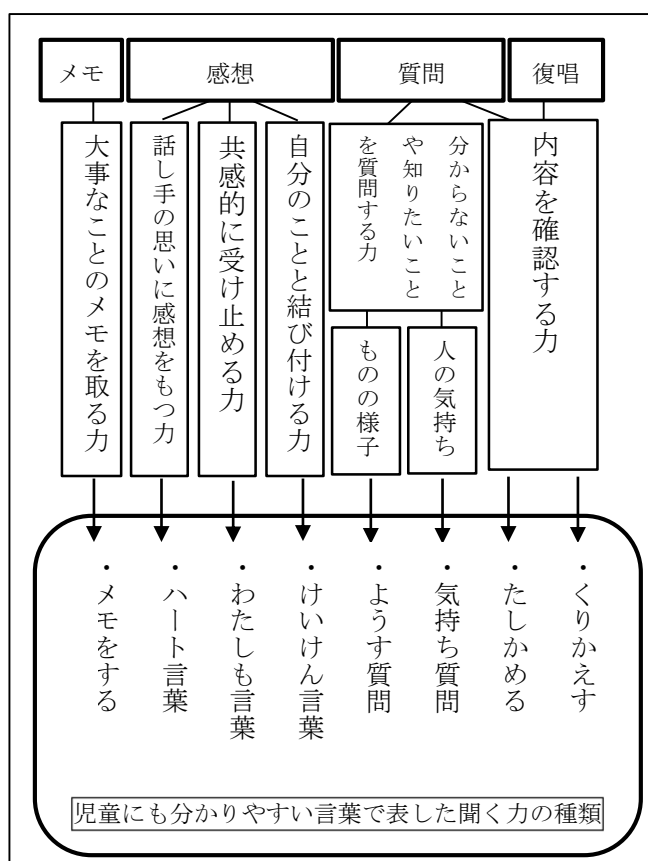 復唱
質問
感想
メモ
内容を確認する力
分からないこと
や知りたいこと
を質問する力
人の気持ち
ものの様子
自分のことと結び付ける力
共感的に受け止める力
話し手の思いに感想をもつ力
大事なことのメモを取る力
・くりかえす
・たしかめる
・気持ち質問
・ようす質問
・けいけん言葉
・わたしも言葉
・ハート言葉
・メモをする
児童にも分かりやすい言葉で表した聞く力の種類